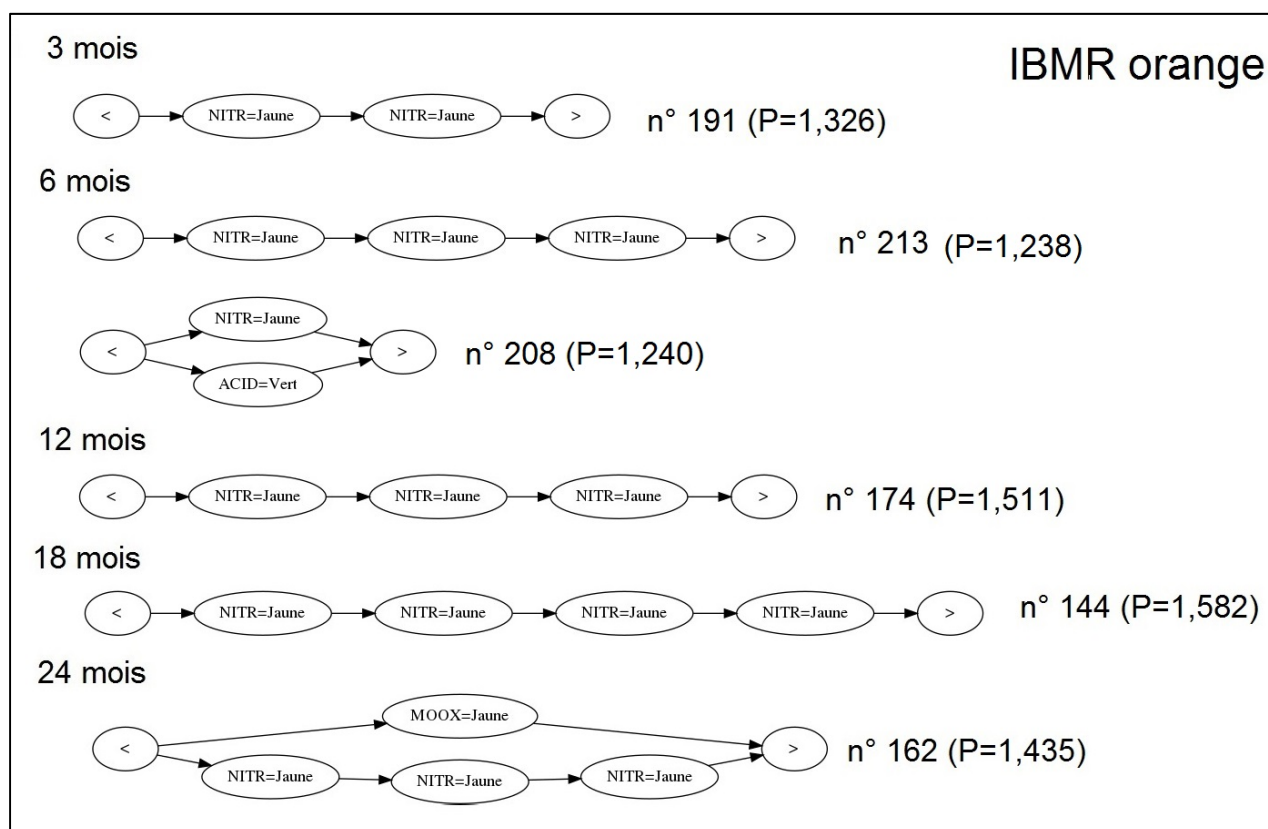 3 mois
IBMR orange
< NITR=Jaune NITR=Jaune > n° 191 (P=1,326)
6 mois
< NITR=Jaune NITR=Jaune NITR=Jaune > n° 213 (P=1,238)
NITR=Jaune
< > n° 208 (P=1,240)
ACID=Vert
12 mois
< NITR=Jaune NITR=Jaune NITR=Jaune > n° 174 (P=1,511)
18 mois
< NITR=Jaune NITR=Jaune NITR=Jaune NITR=Jaune > n° 144 (P=1,582)
24 mois
MOOX=Jaune
< > n° 162 (P=1,435)
NITR=Jaune NITR=Jaune NITR=Jaune